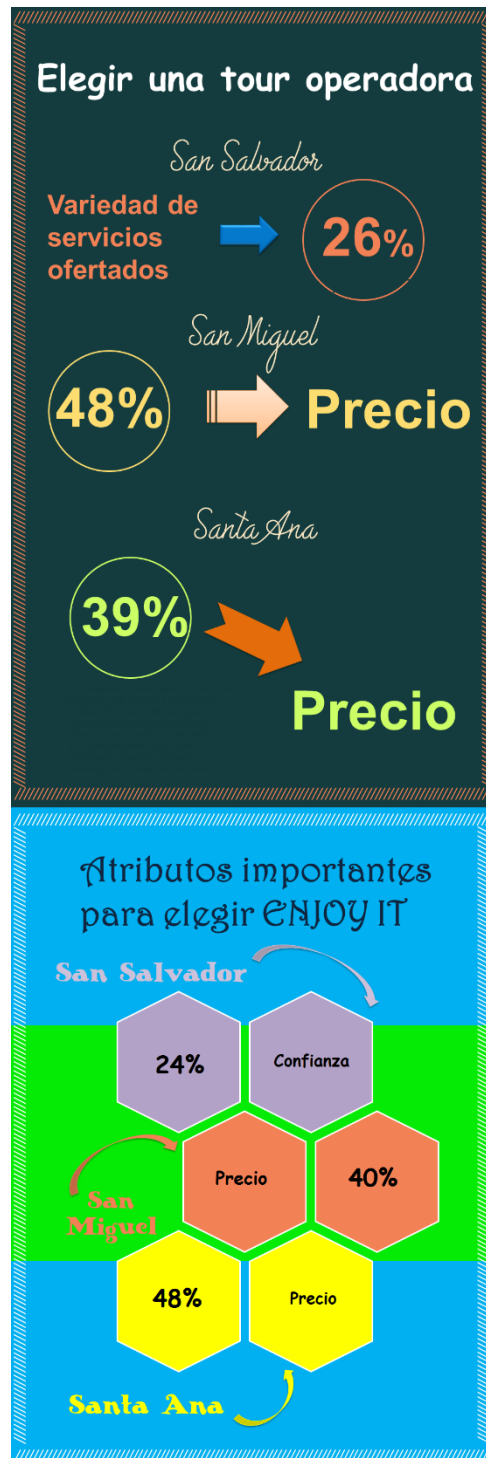 Elegir una tour operadora
San Salvador
Variedad de
servicios
ofertados
26%
San Miguel
48%
Precio
Santa Ana
39%
Precio
Atributos importantes
para elegir ENJOY IT
San Salvador
24%
Confianza
San
Miguel
Precio
40%
48%
Precio
Santa Ana